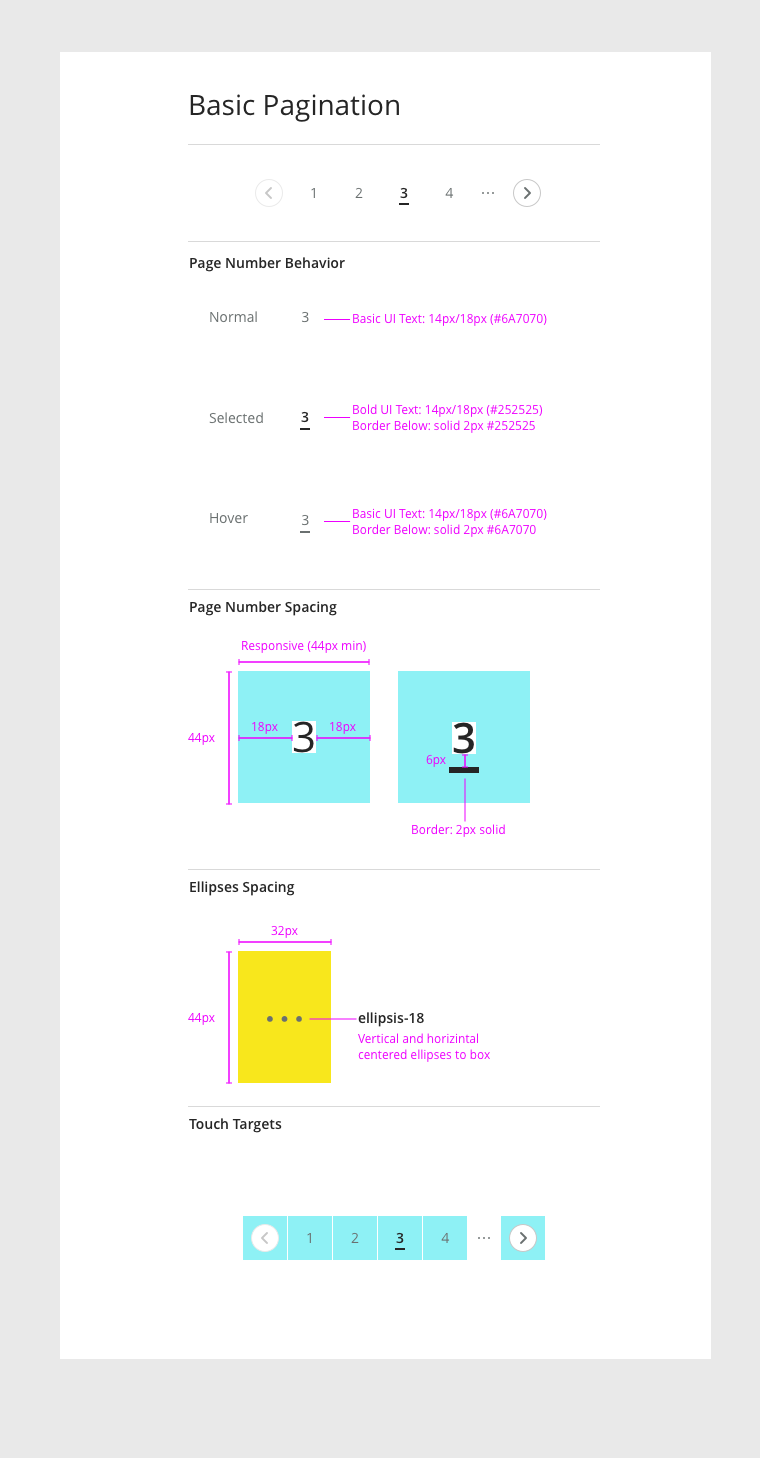 Basic Pagination
1 2 3 4 ...
Page Number Behavior
Normal 3 Basic UI Text: 14px/18px (#6A7070)
Selected 3 Bold UI Text: 14px/18px (#252525)
Border Below: solid 2px #252525
Hover 3 Basic UI Text: 14px/18px (#6A7070)
Border Below: solid 2px #6A7070
Page Number Spacing
Responsive (44px min)
44px 18px 3 18px
3
6px
Border: 2px solid
Ellipses Spacing
32px
44px ... ellipsis-18
Vertical and horizintal
centered ellipses to box
Touch Targets
1 2 3 4 ...